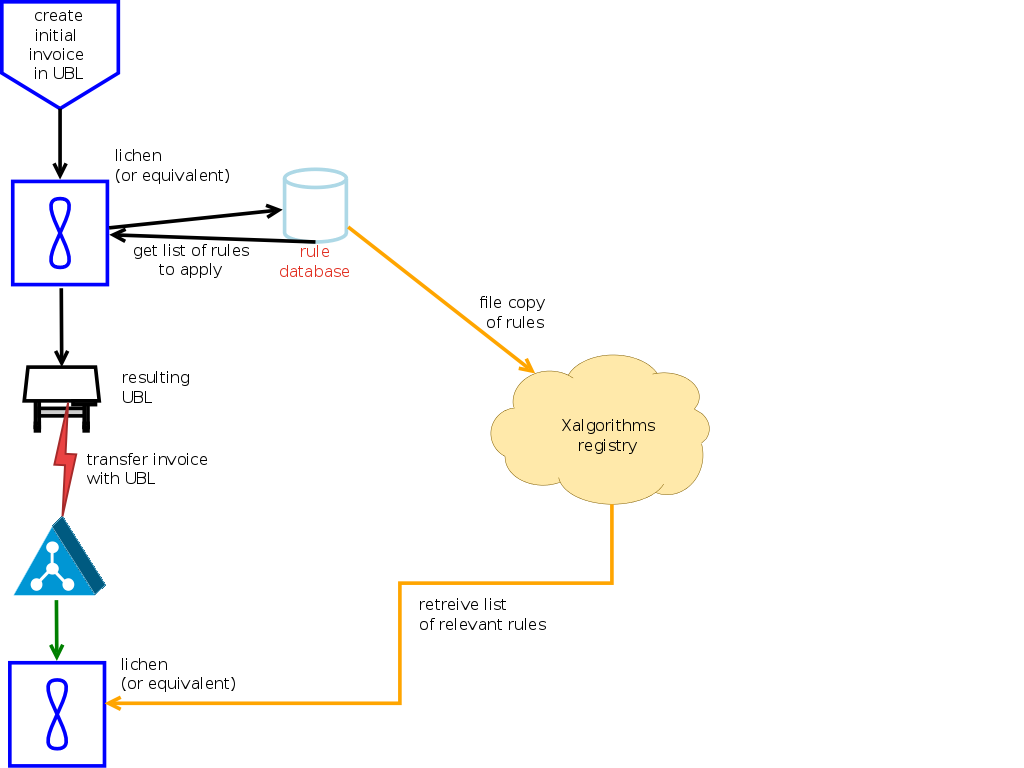 create
initial
invoice
in UBL
lichen
(or equivalent)
get list of rules
to apply
rule
database
file copy
of rules
resulting
UBL
Xalgorithms
registry
transfer invoice
with UBL
retreive list
of relevant rules
lichen
(or equivalent)